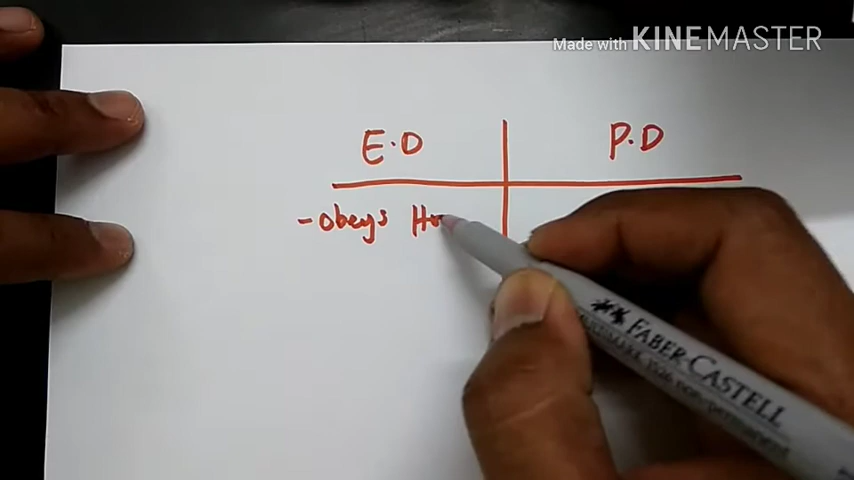 Made with KINEMASTER
E.D P.D
-obeys Ho
FABER-CASTELL